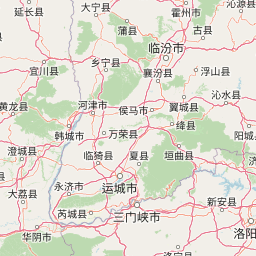 延长县
大宁县
霍州市
沁源县
蒲县
古县
临汾市
宜川县
乡宁县
襄汾县
浮山县
黄龙县
河津市
侯马市
翼城县
沁水县
韩城市
万荣县
绛县
阳城县
澄城县
临猗县
夏县
垣曲县
大荔县
永济市
运城市
芮城县
三门峡市
新安县
华阴市
洛阳